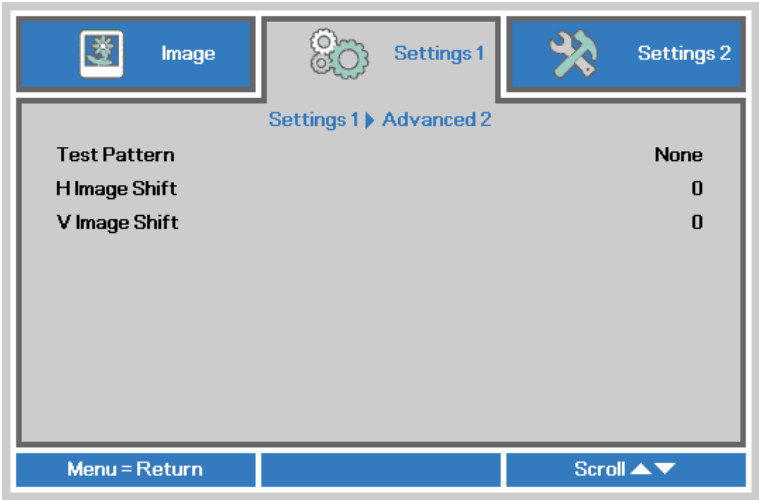 Image
Settings 1
Settings 2
Settings 1 Advanced 2
Test Pattern None
H Image Shift 0
V Image Shift 0
Menu = Return
Scroll